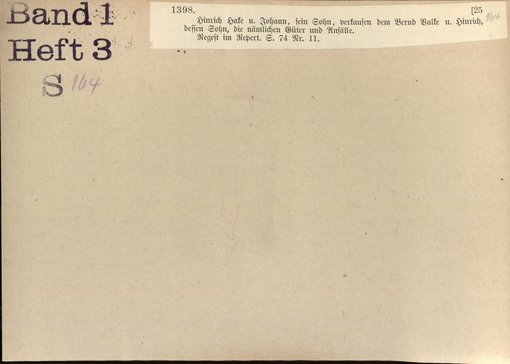 Band 1
Heft 3
S 164
1398. [25
164
Hinrich Hake u. Johann, sein Sohn, verkaufen dem Bernd Valke u. Hinrich,
dessen Sohn, die nämlichen Güter und Anfälle.
Regest im Repert. S. 74 Nr. 11.